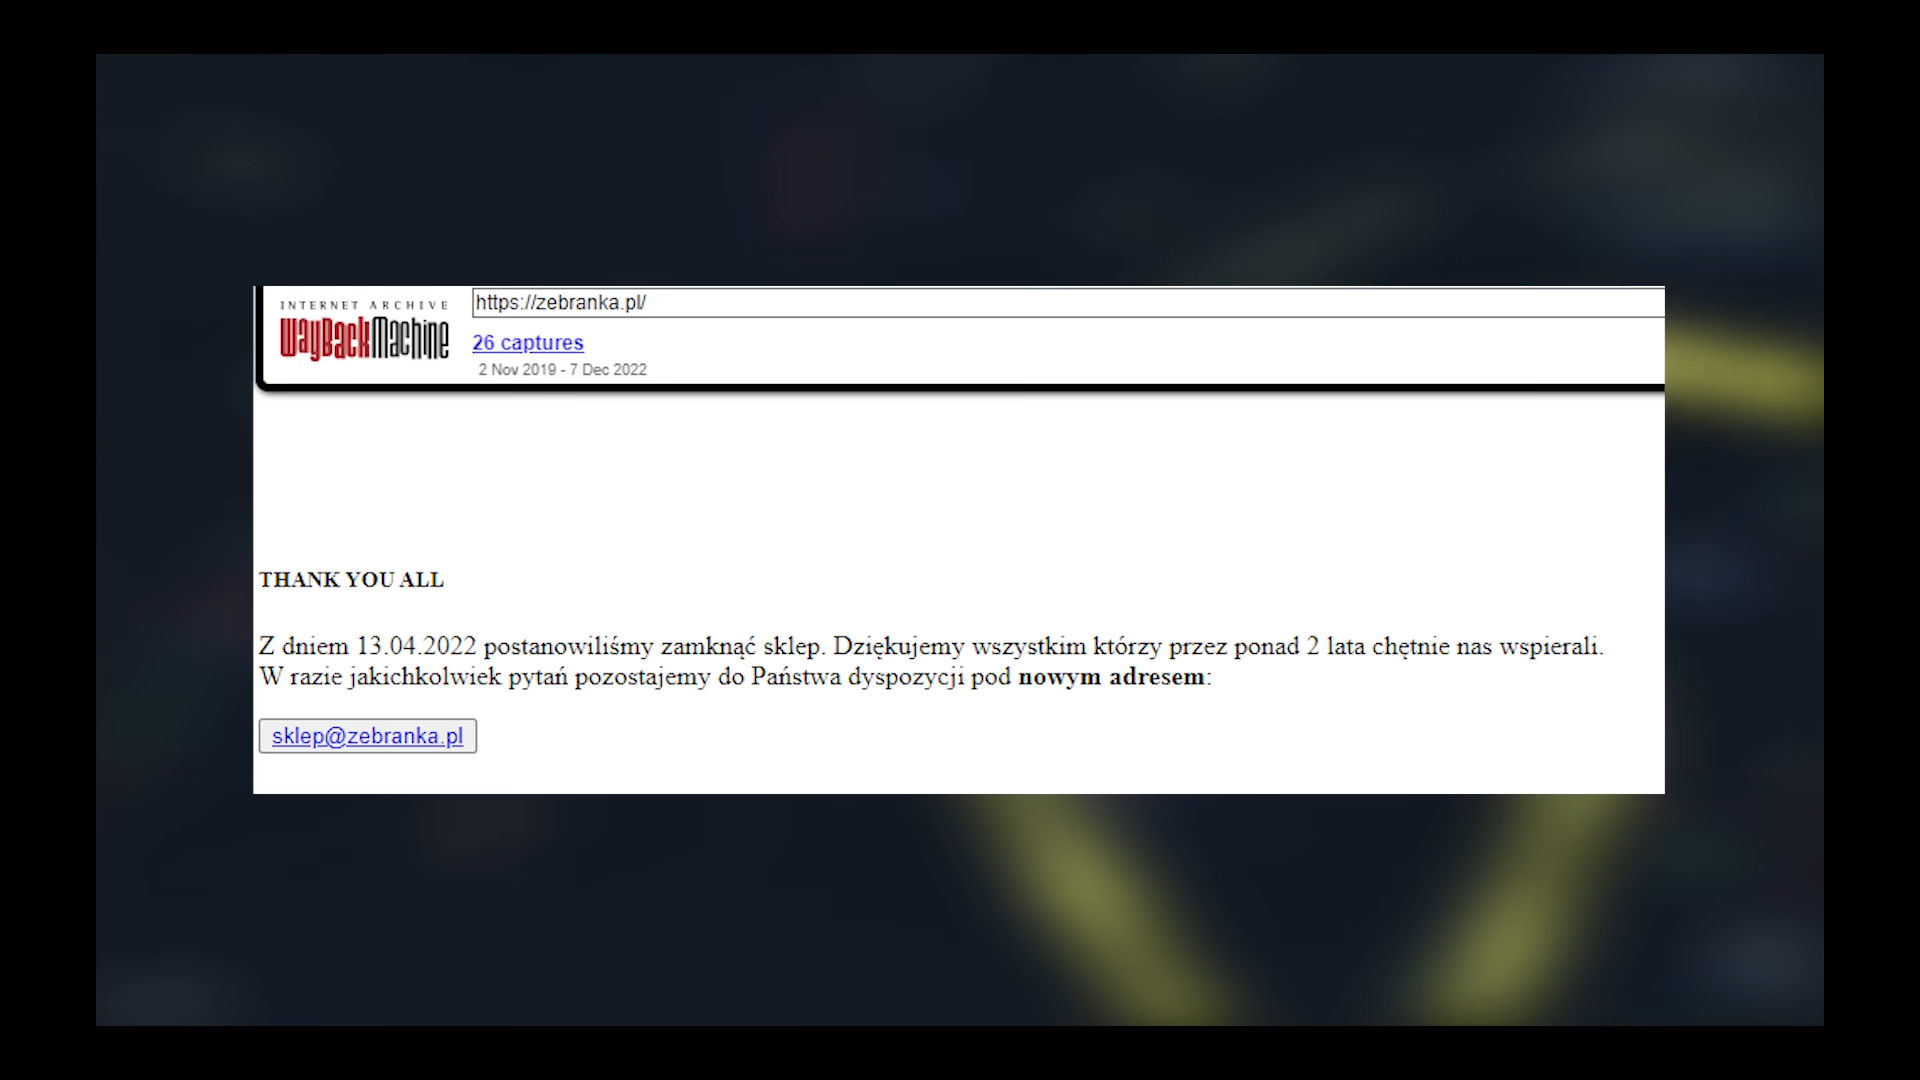 INTERNET ARCHIVE
WayBackMachine
https://zebranka.pl/
26 captures
2 Nov 2019 - 7 Dec 2022
THANK YOU ALL
Z dniem 13.04.2022 postanowiliśmy zamknąć sklep. Dziękujemy wszystkim którzy przez ponad 2 lata chętnie nas wspierali.
W razie jakichkolwiek pytań pozostajemy do Państwa dyspozycji pod nowym adresem:
sklep@zebranka.pl